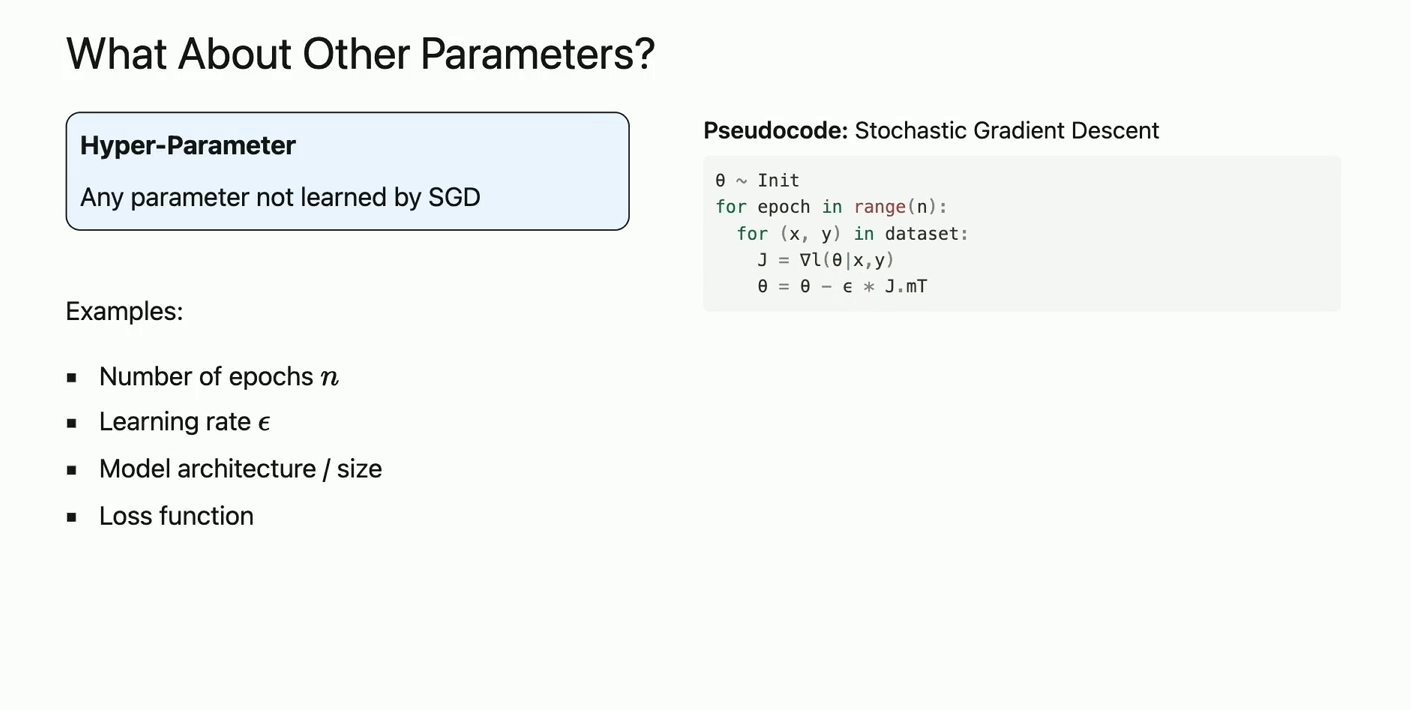 What About Other Parameters?
Hyper-Parameter
Any parameter not learned by SGD
Examples:
▪ Number of epochs n
▪ Learning rate ϵ
▪ Model architecture / size
▪ Loss function
Pseudocode: Stochastic Gradient Descent
θ ~ Init
for epoch in range(n):
  for (x, y) in dataset:
    J = ∇l(θ|x,y)
    θ = θ − ϵ * J.mT